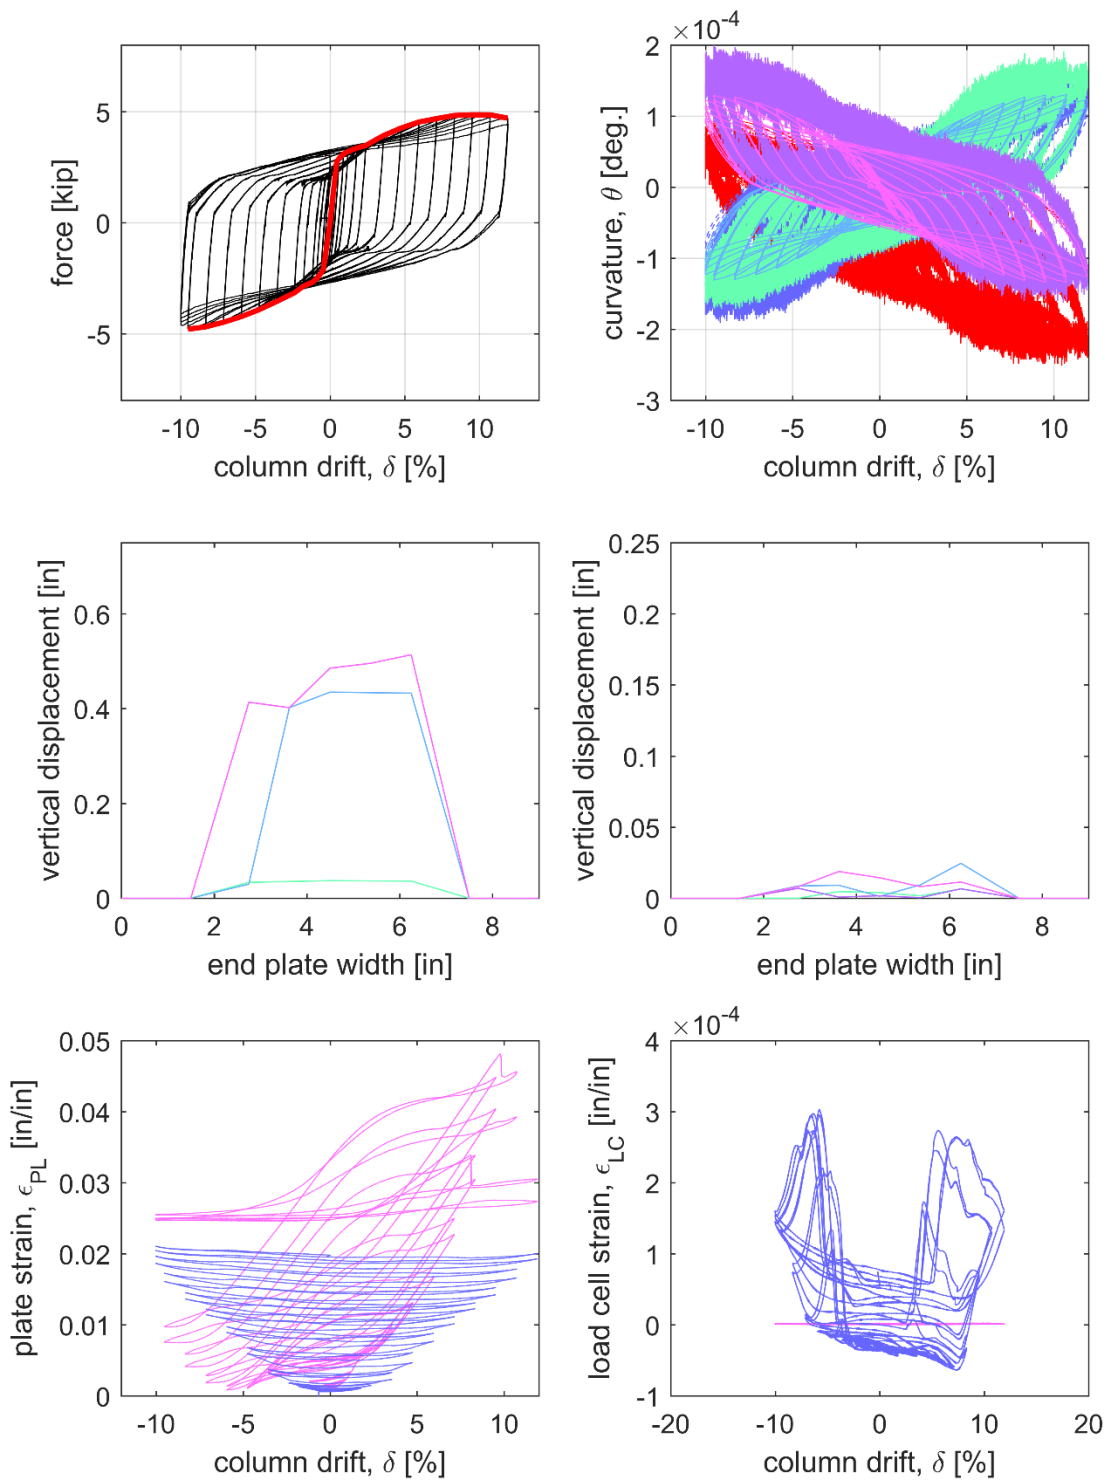 5
0
-5
force [kip]
-10 -5 0 5 10
column drift, δ [%]
×10⁻⁴
2
1
0
-1
-2
-3
curvature, θ [deg.]
-10 -5 0 5 10
column drift, δ [%]
0.6
0.4
0.2
0
vertical displacement [in]
0 2 4 6 8
end plate width [in]
0.25
0.2
0.15
0.1
0.05
0
vertical displacement [in]
0 2 4 6 8
end plate width [in]
0.05
0.04
0.03
0.02
0.01
0
plate strain, ϵPL [in/in]
-10 -5 0 5 10
column drift, δ [%]
×10⁻⁴
4
3
2
1
0
-1
load cell strain, ϵLC [in/in]
-20 -10 0 10 20
column drift, δ [%]